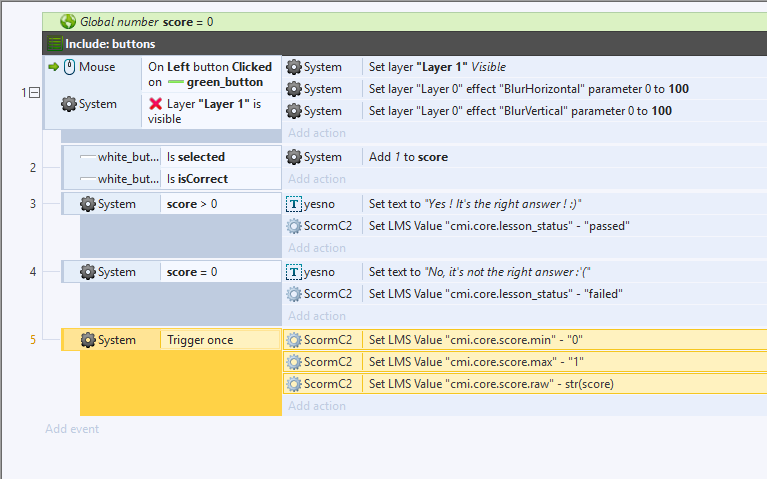 Global number score = 0
Include: buttons
1
Mouse
On Left button Clicked
on green_button
System
Layer "Layer 1" is
visible
System
Set layer "Layer 1" Visible
System
Set layer "Layer 0" effect "BlurHorizontal" parameter 0 to 100
System
Set layer "Layer 0" effect "BlurVertical" parameter 0 to 100
Add action
2
white_but...
Is selected
white_but...
Is isCorrect
System
Add 1 to score
Add action
3
System
score > 0
T yesno
Set text to "Yes ! It's the right answer ! :)"
ScormC2
Set LMS Value "cmi.core.lesson_status" - "passed"
Add action
4
System
score = 0
T yesno
Set text to "No, it's not the right answer :'("
ScormC2
Set LMS Value "cmi.core.lesson_status" - "failed"
Add action
5
System
Trigger once
ScormC2
Set LMS Value "cmi.core.score.min" - "0"
ScormC2
Set LMS Value "cmi.core.score.max" - "1"
ScormC2
Set LMS Value "cmi.core.score.raw" - str(score)
Add action
Add event